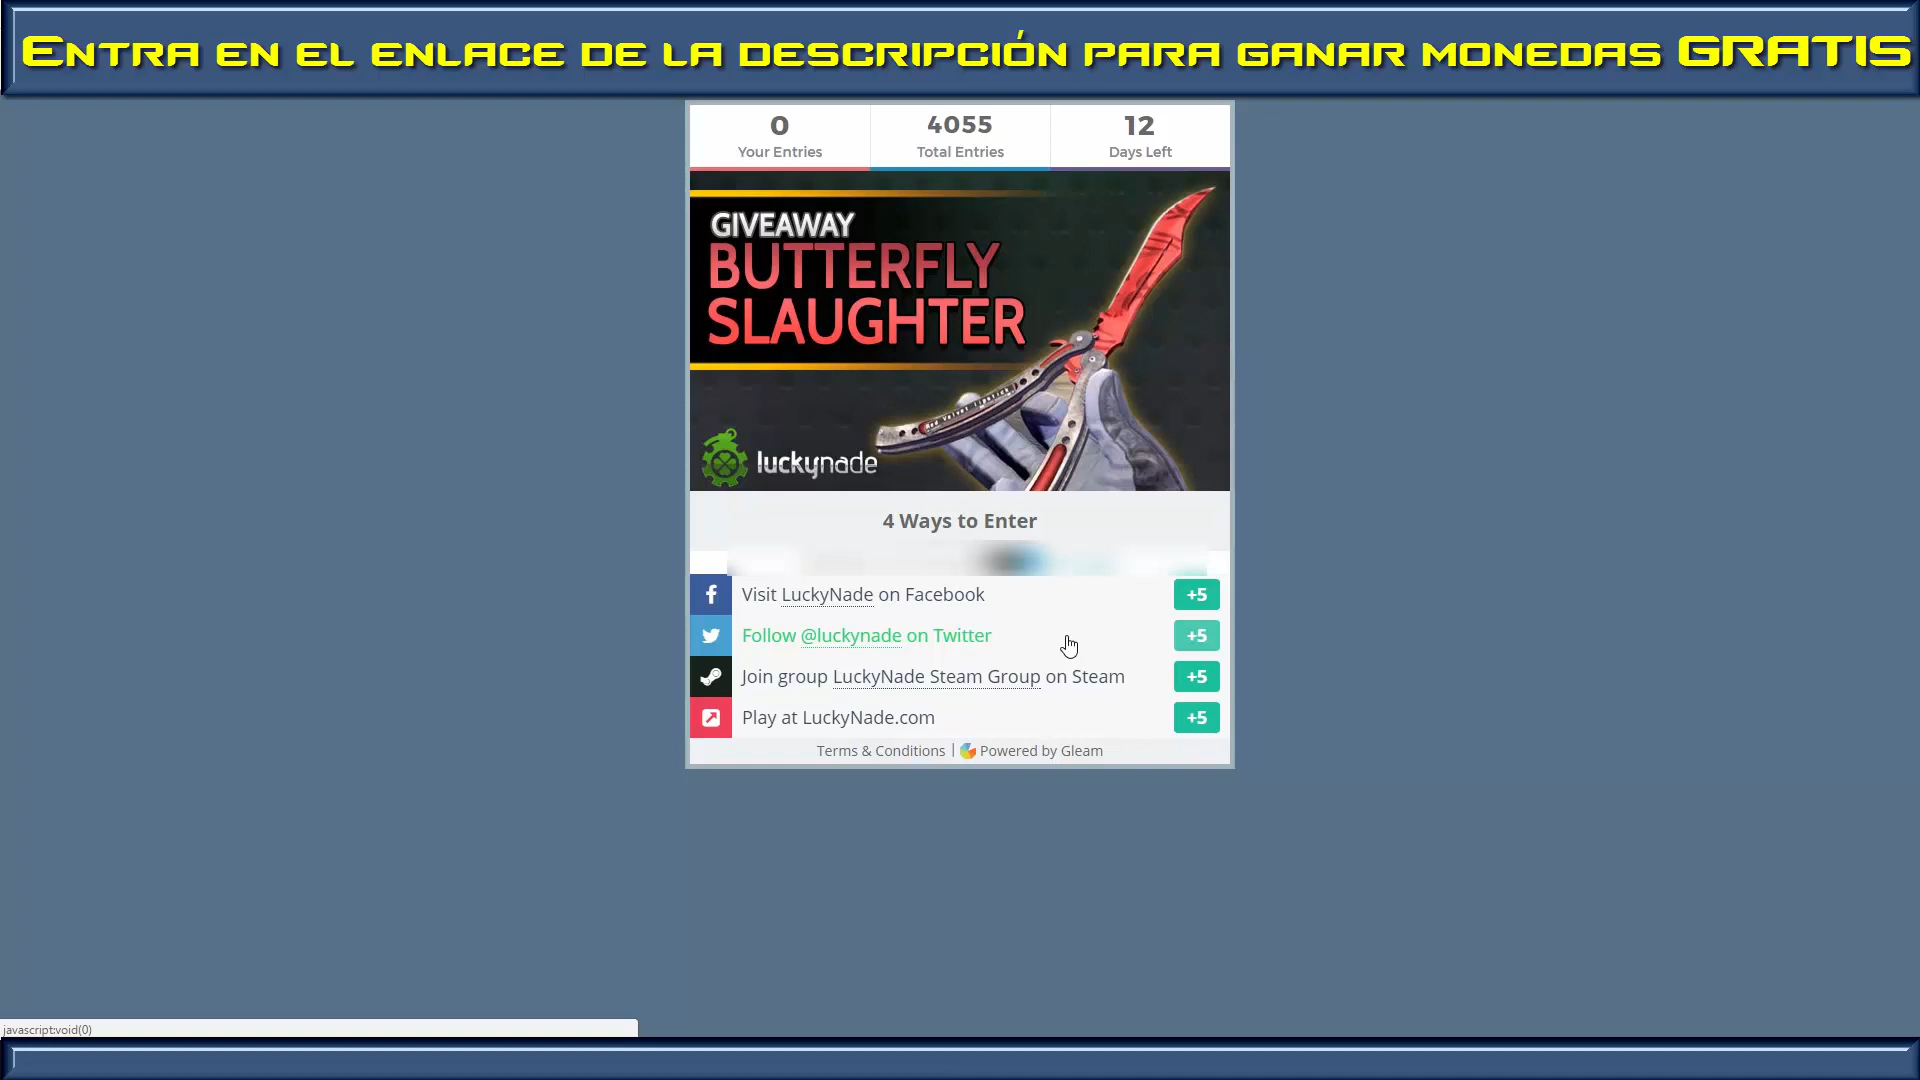 Entra en el enlace de la descripción para ganar monedas GRATIS
0
Your Entries
4055
Total Entries
12
Days Left
GIVEAWAY
BUTTERFLY
SLAUGHTER
Red Velvet
luckynade
4 Ways to Enter
Visit LuckyNade on Facebook
+5
Follow @luckynade on Twitter
+5
Join group LuckyNade Steam Group on Steam
+5
Play at LuckyNade.com
+5
Terms & Conditions | Powered by Gleam
javascript:void(0)